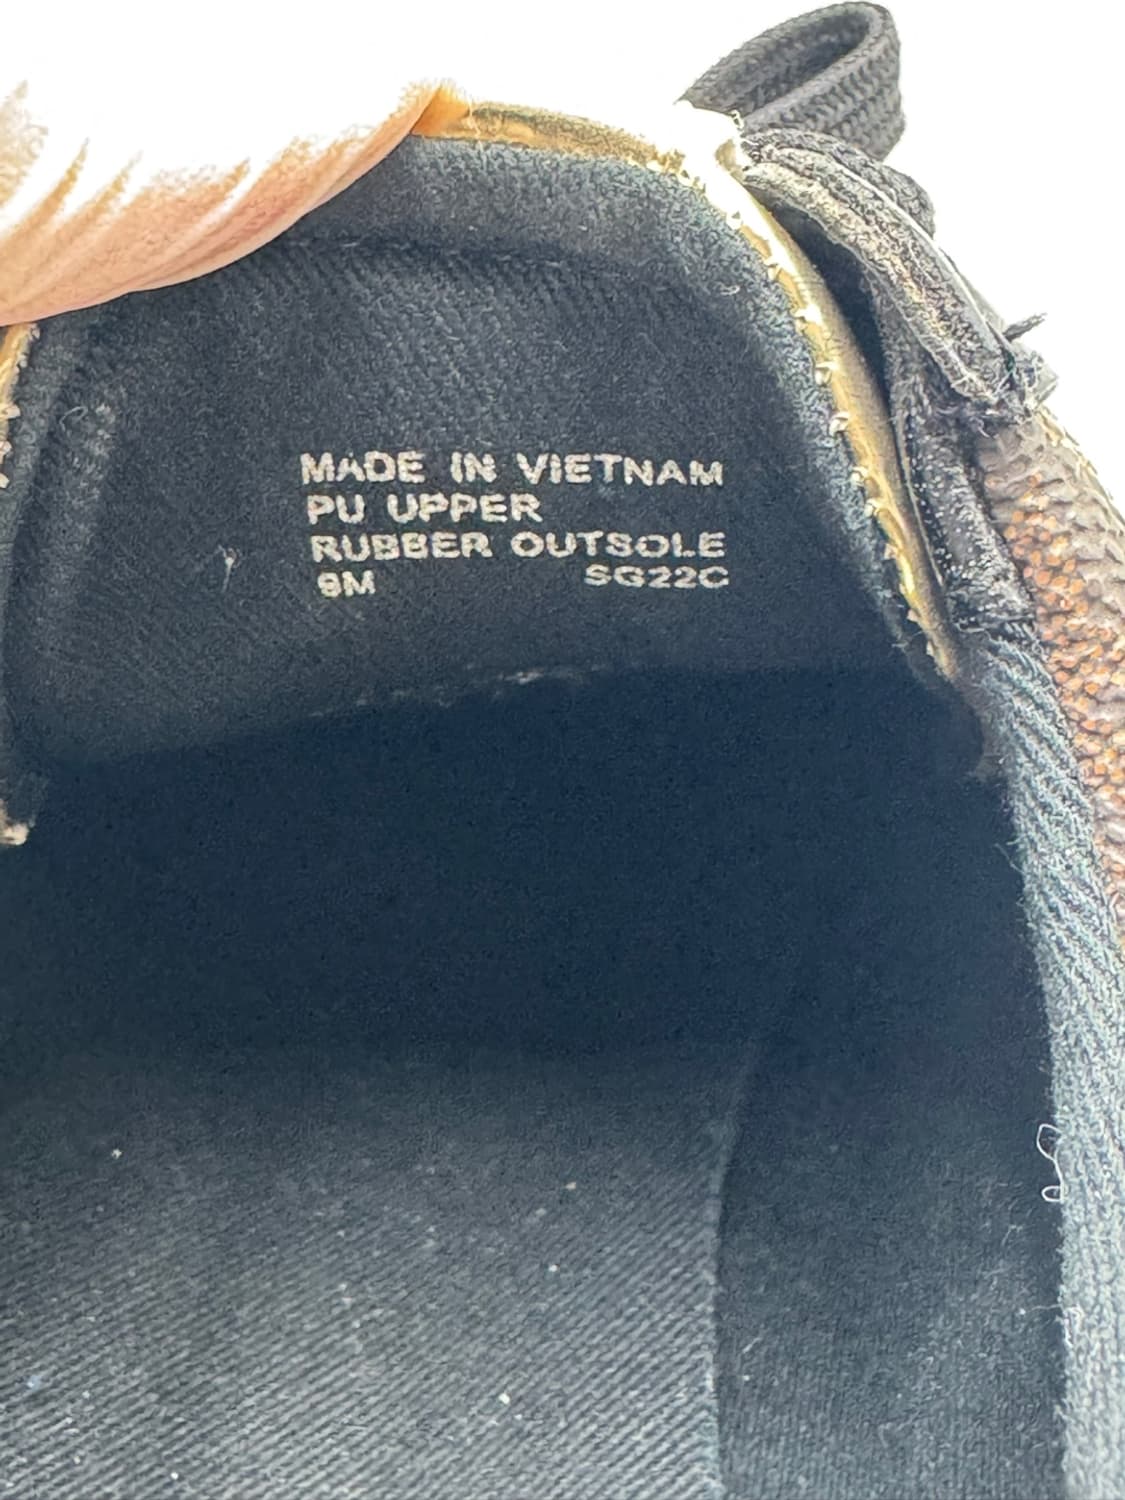 MADE IN VIETNAM
PU UPPER
RUBBER OUTSOLE
9M SG22C